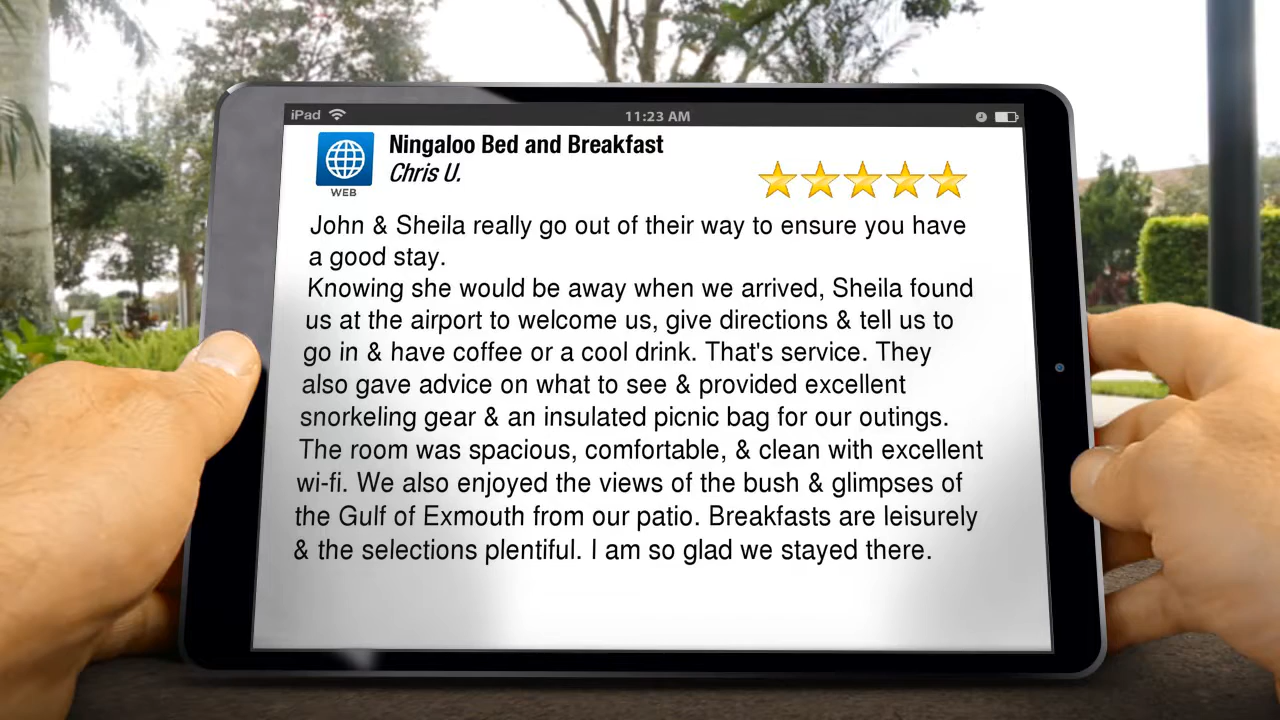 iPad 11:23 AM
Ningaloo Bed and Breakfast
Chris U.
WEB
John & Sheila really go out of their way to ensure you have
a good stay.
Knowing she would be away when we arrived, Sheila found
us at the airport to welcome us, give directions & tell us to
go in & have coffee or a cool drink. That's service. They
also gave advice on what to see & provided excellent
snorkeling gear & an insulated picnic bag for our outings.
The room was spacious, comfortable, & clean with excellent
wi-fi. We also enjoyed the views of the bush & glimpses of
the Gulf of Exmouth from our patio. Breakfasts are leisurely
& the selections plentiful. I am so glad we stayed there.